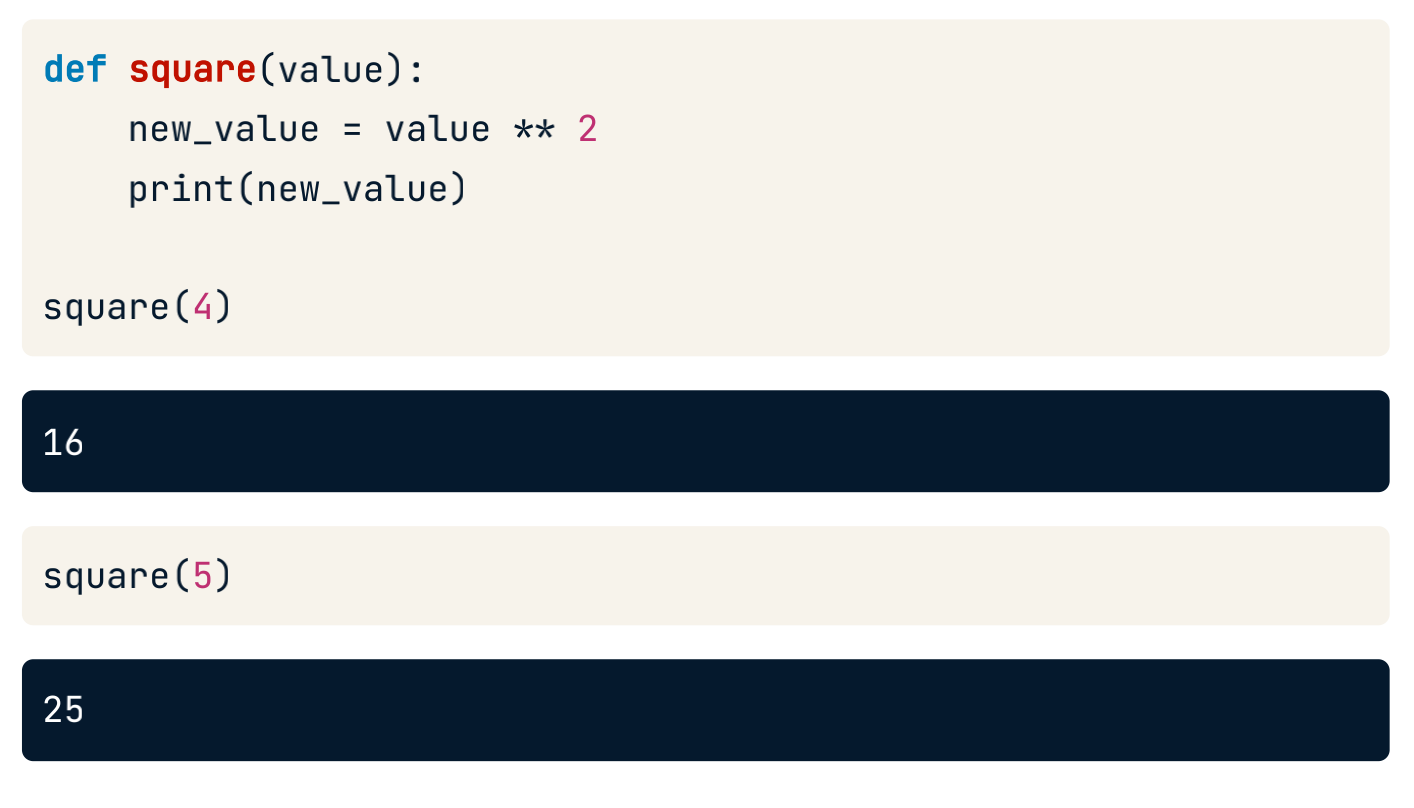 def square(value):
    new_value = value ** 2
    print(new_value)
square(4)
16
square(5)
25